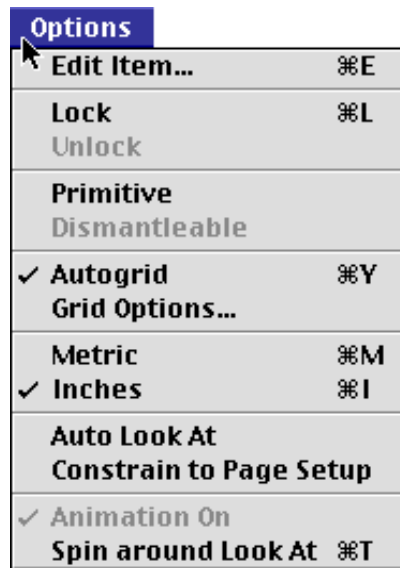 Options
Edit Item... ⌘E
Lock ⌘L
Unlock
Primitive
Dismantleable
✓ Autogrid ⌘Y
Grid Options...
Metric ⌘M
✓ Inches ⌘I
Auto Look At
Constrain to Page Setup
✓ Animation On
Spin around Look At ⌘T